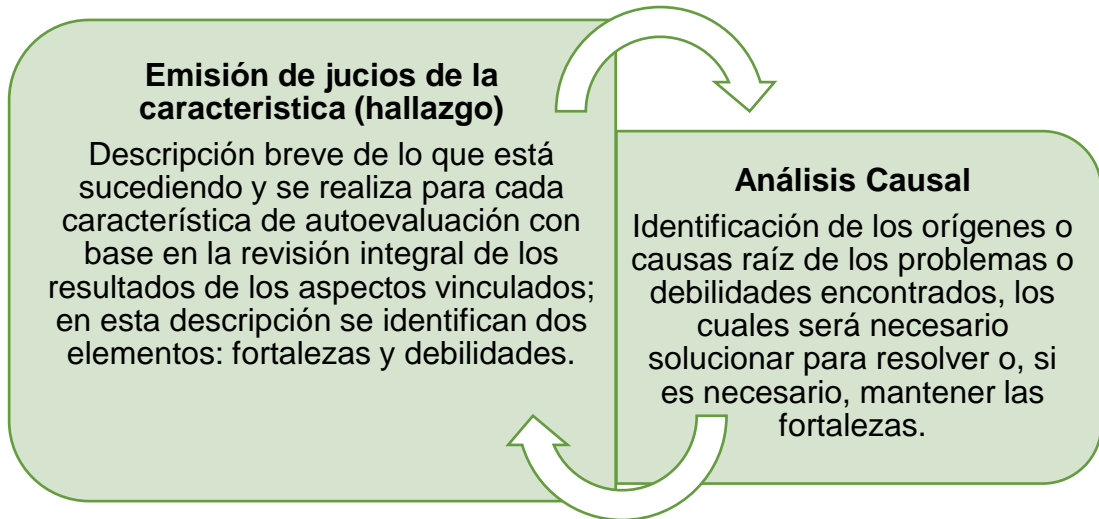 Emisión de jucios de la
caracteristica (hallazgo)
Descripción breve de lo que está
sucediendo y se realiza para cada
característica de autoevaluación con
base en la revisión integral de los
resultados de los aspectos vinculados;
en esta descripción se identifican dos
elementos: fortalezas y debilidades.
Análisis Causal
Identificación de los orígenes o
causas raíz de los problemas o
debilidades encontrados, los
cuales será necesario
solucionar para resolver o, si
es necesario, mantener las
fortalezas.